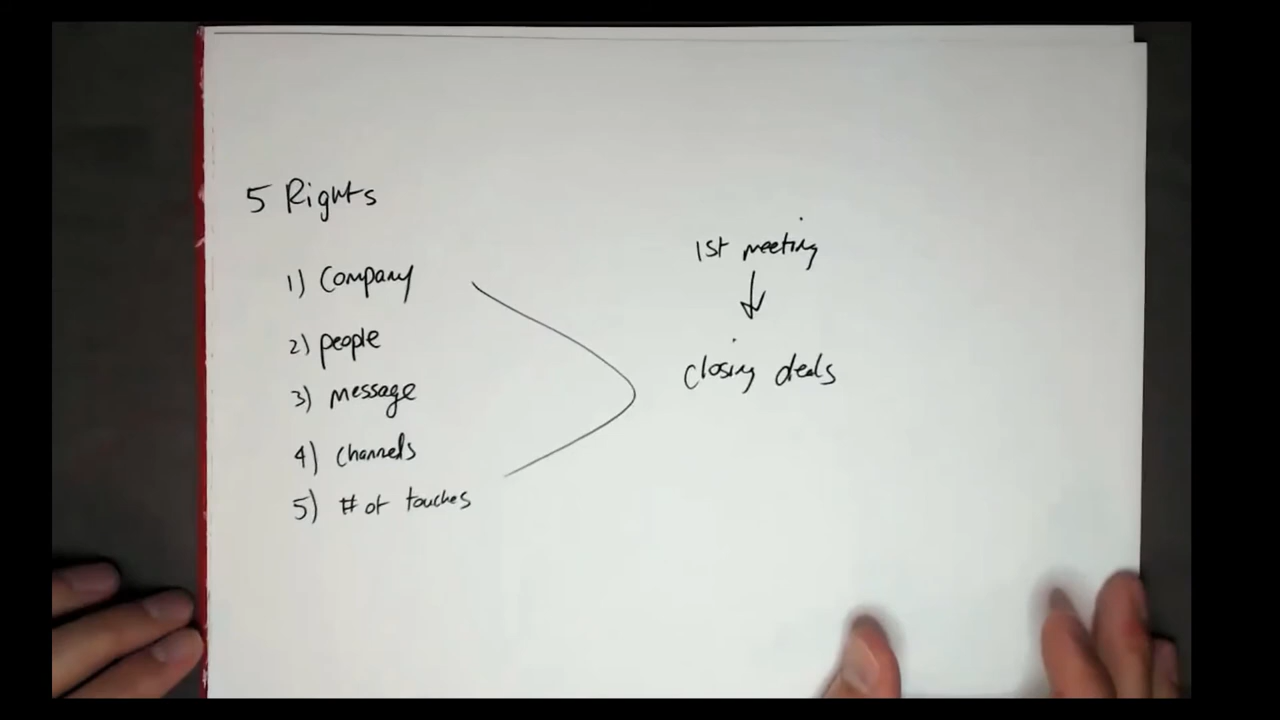 5 Rights
1) Company
2) people
3) message
4) channels
5) # of touches
1st meeting
closing deals